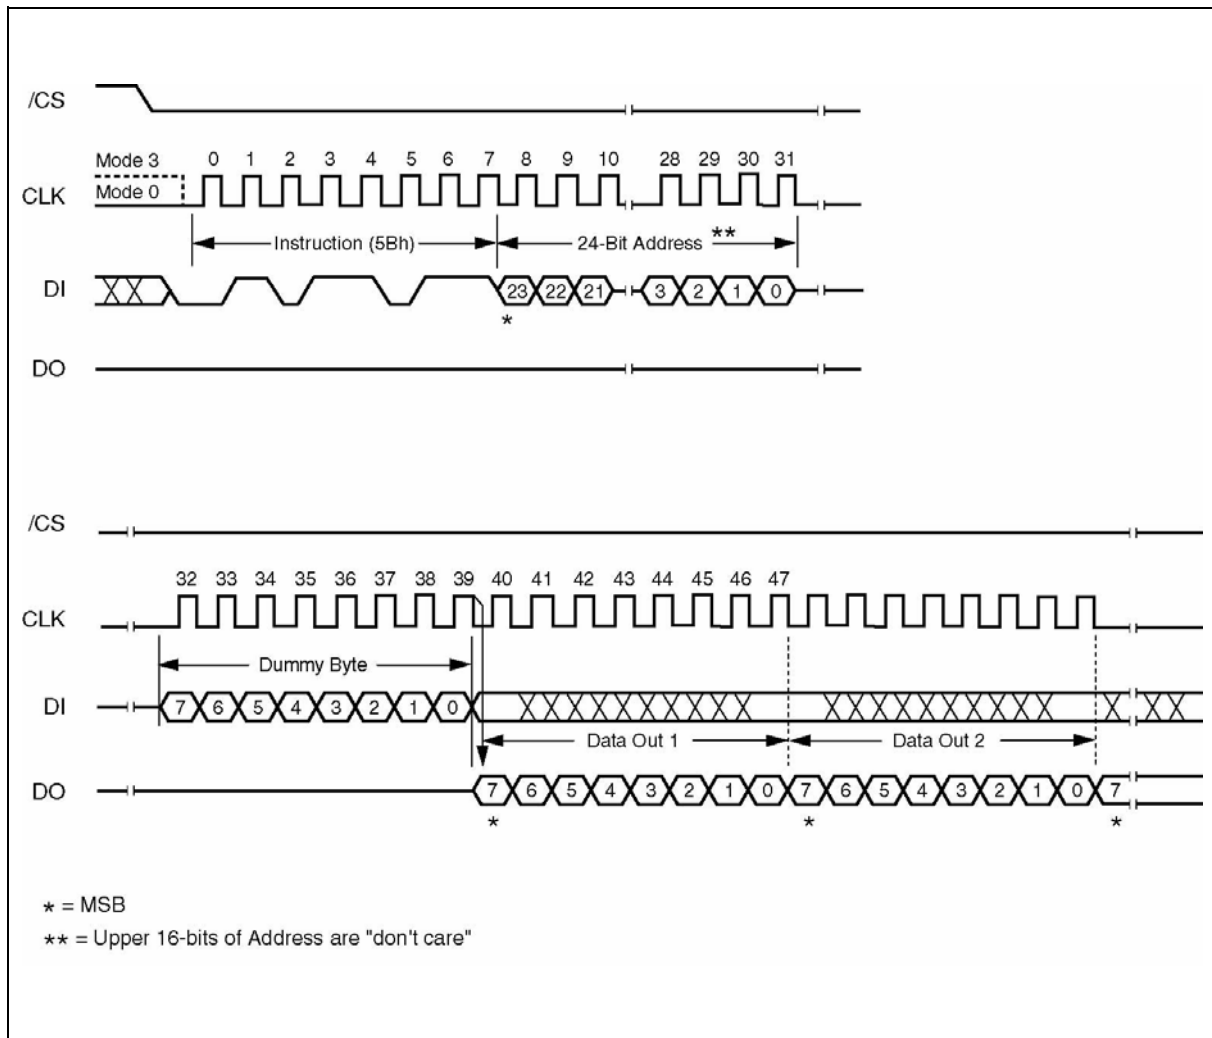 /CS
Mode 3
0 1 2 3 4 5 6 7 8 9 10 28 29 30 31
CLK
Mode 0
Instruction (5Bh)
24-Bit Address **
DI
23 22 21 3 2 1 0
*
DO
/CS
32 33 34 35 36 37 38 39 40 41 42 43 44 45 46 47
CLK
Dummy Byte
DI
7 6 5 4 3 2 1 0
Data Out 1
Data Out 2
DO
7 6 5 4 3 2 1 0 7 6 5 4 3 2 1 0 7
* * *
* = MSB
** = Upper 16-bits of Address are "don't care"